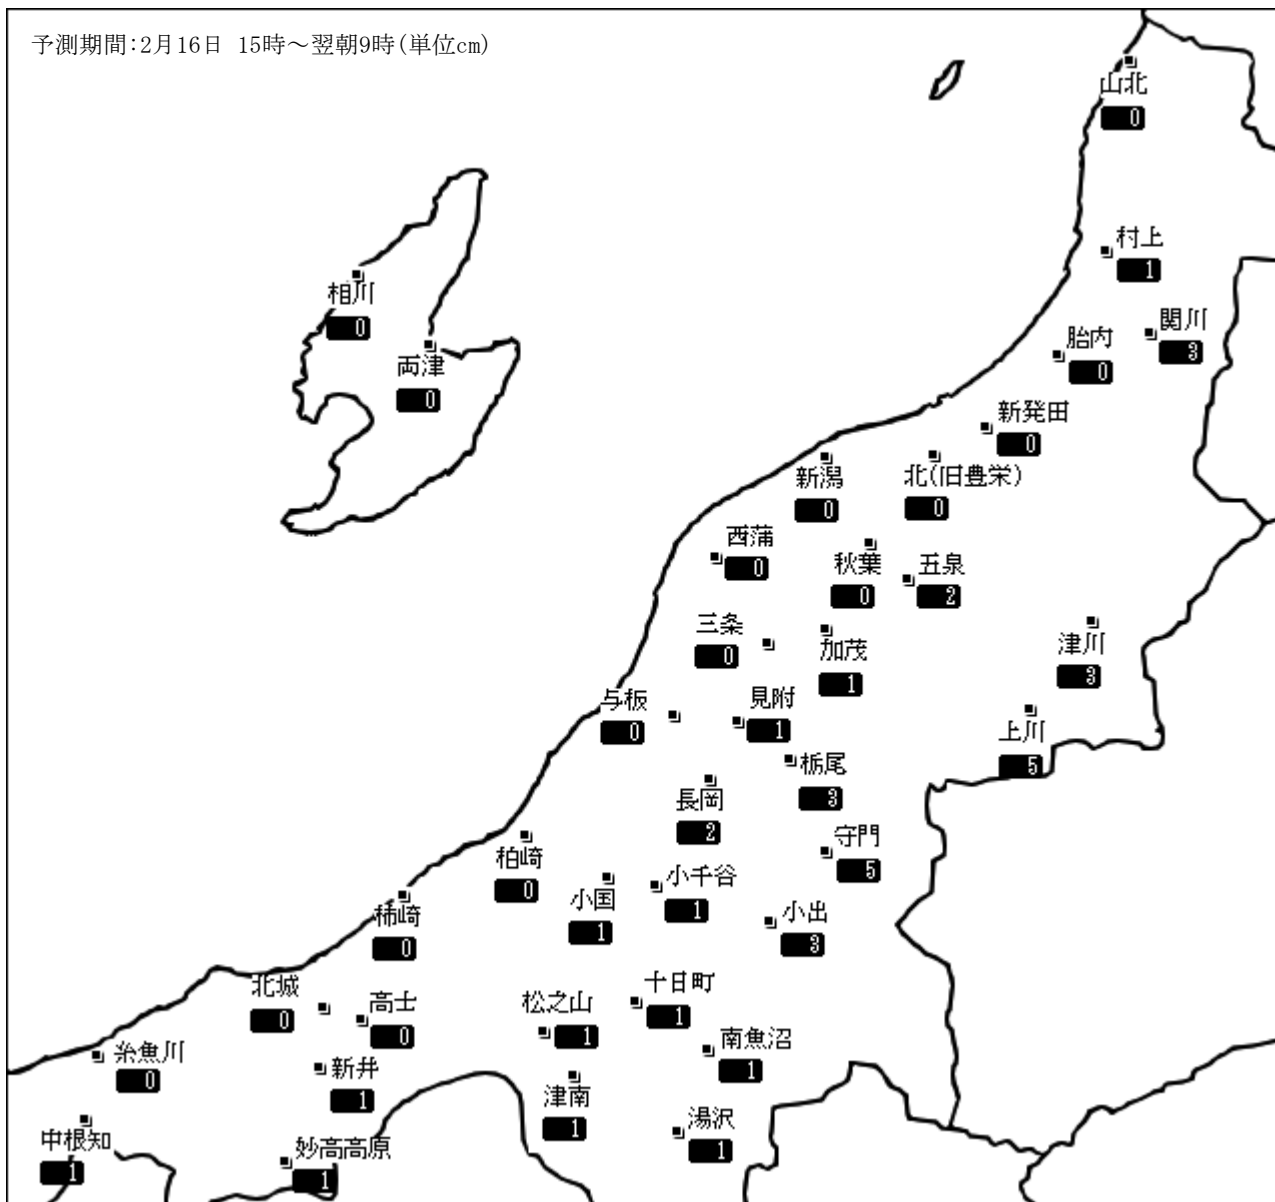 予測期間:2月16日 15時～翌朝9時(単位cm)
山北
0
村上
1
相川
0
関川
3
胎内
0
両津
0
新発田
0
新潟
0
北(旧豊栄)
0
西蒲
0
秋葉
0
五泉
2
三条
0
加茂
1
津川
3
与板
0
見附
1
上川
5
栃尾
3
長岡
2
守門
5
柏崎
0
小千谷
1
小国
1
小出
3
柿崎
0
北城
0
高士
0
松之山
1
十日町
1
南魚沼
1
糸魚川
0
新井
1
津南
1
湯沢
1
中根知
1
妙高高原
1